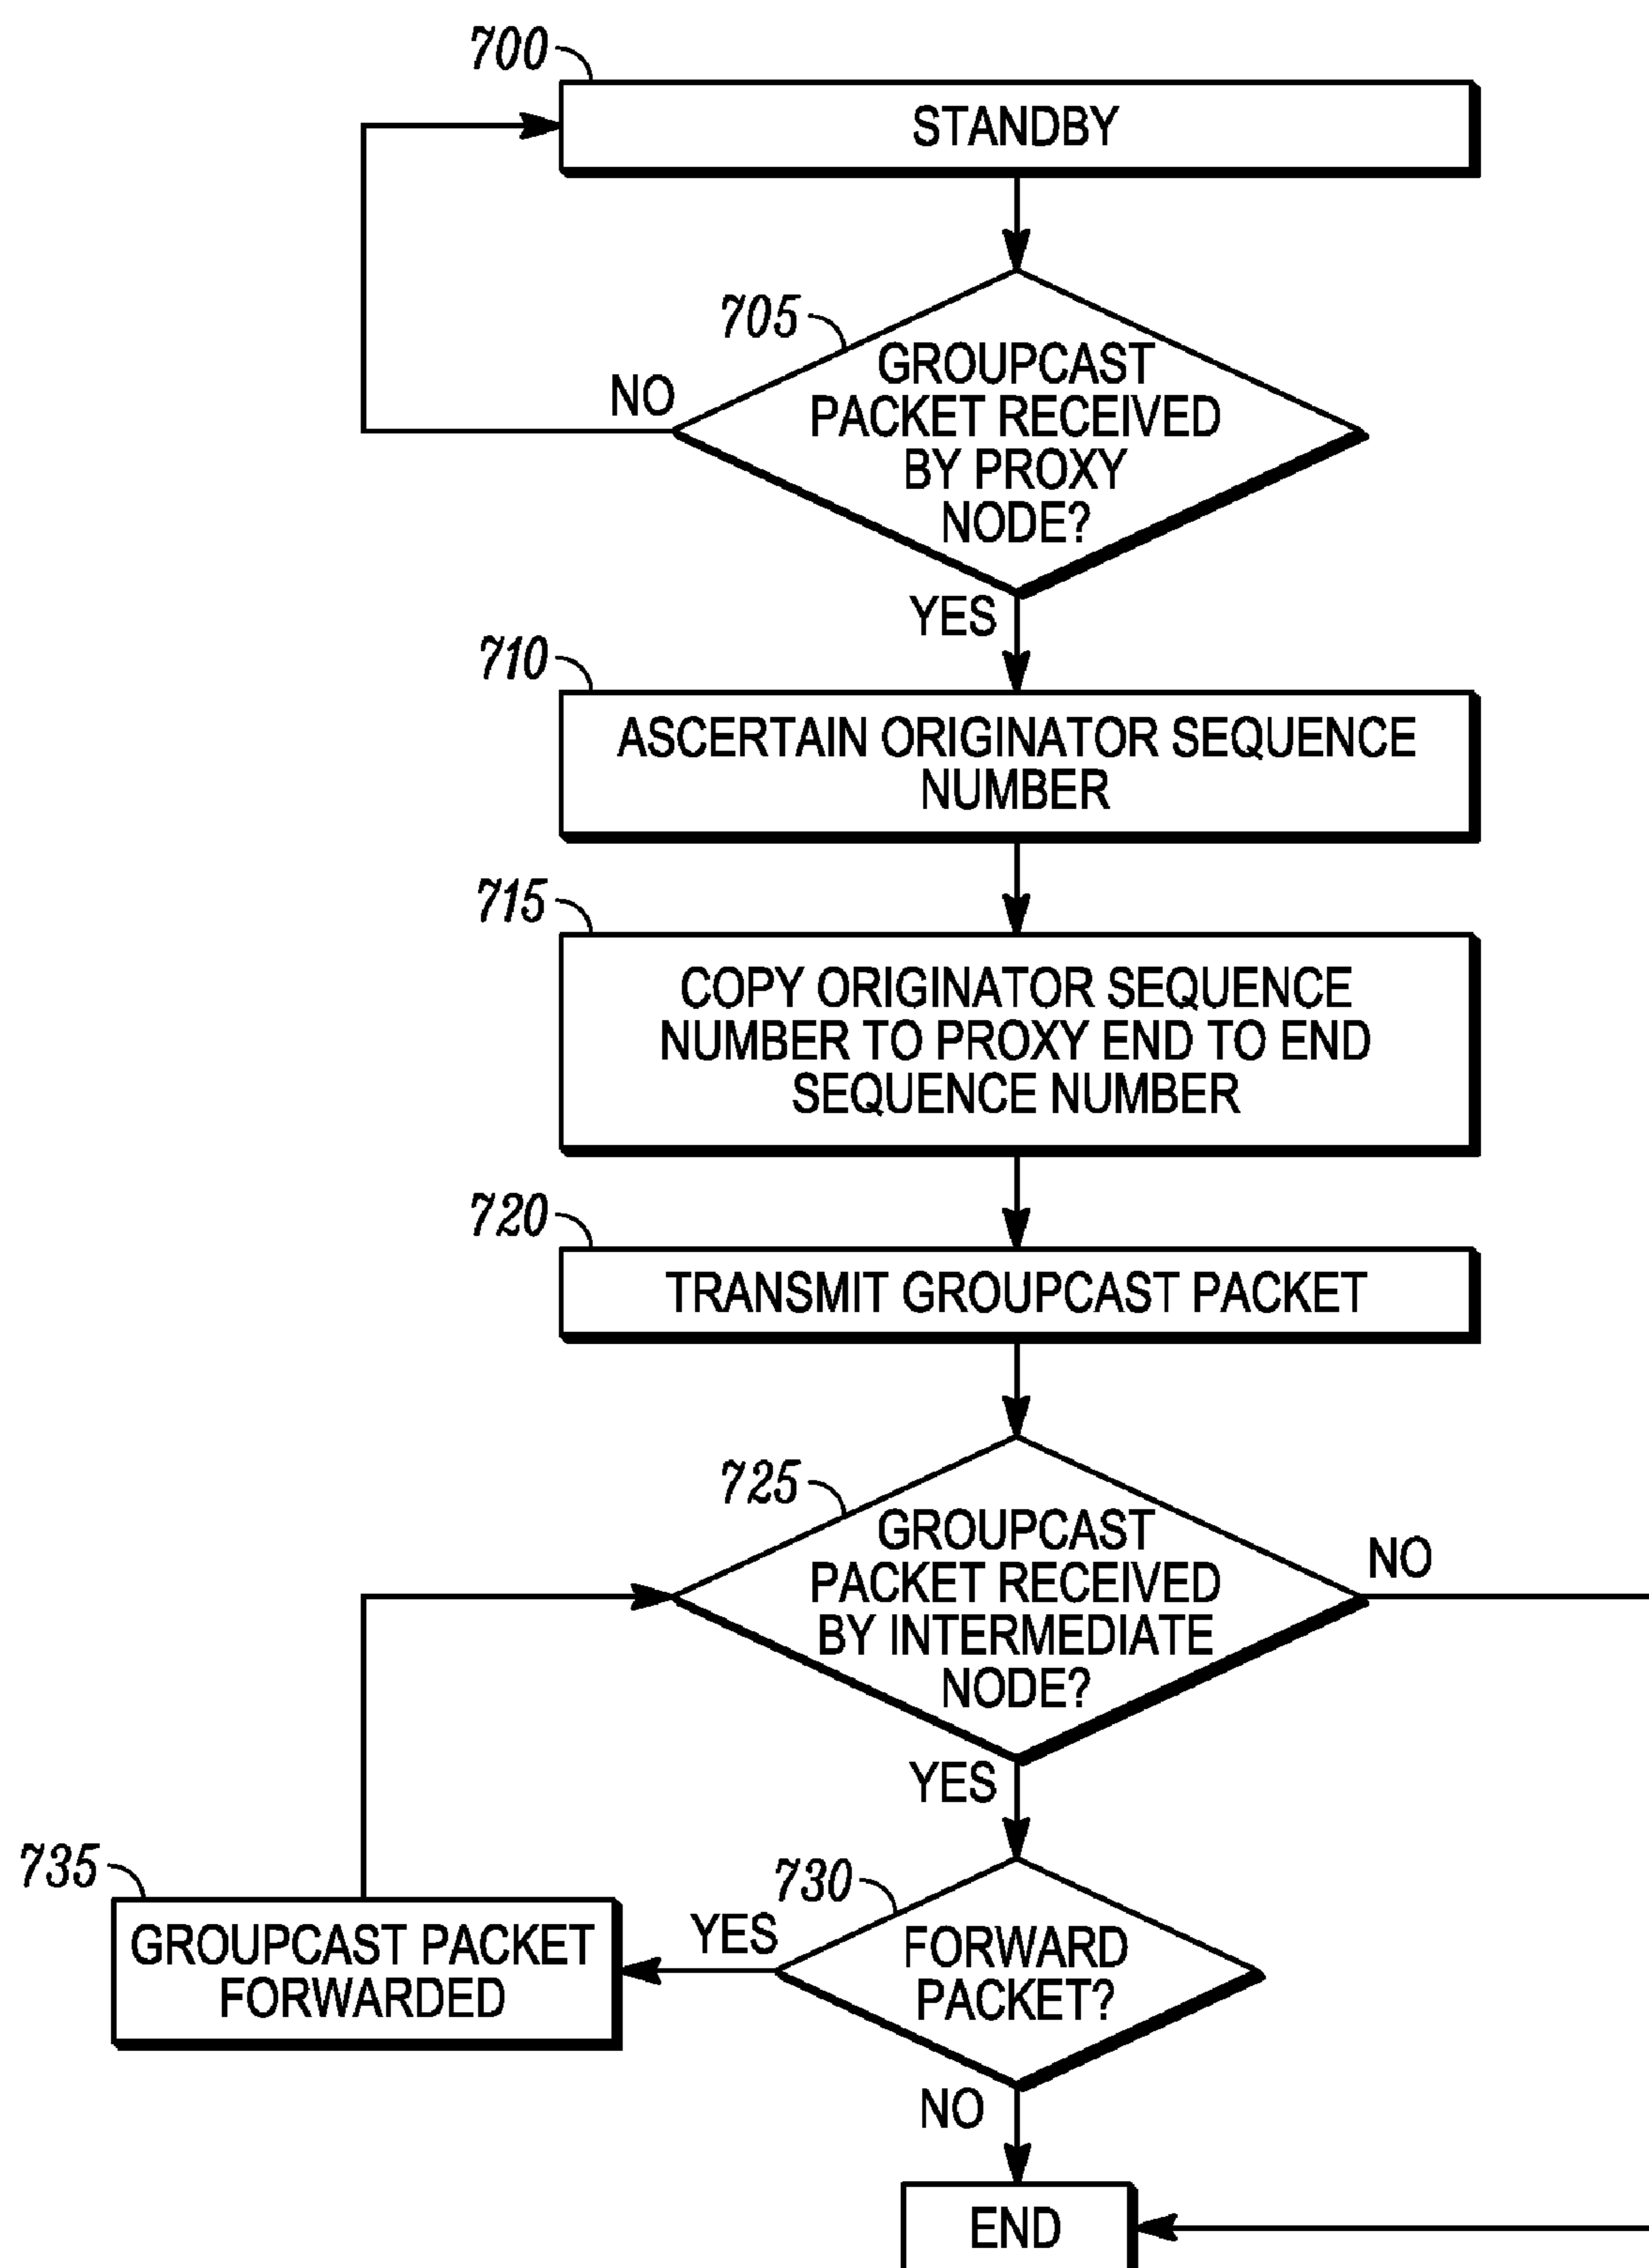 700
STANDBY
705
GROUPCAST
PACKET RECEIVED
BY PROXY
NODE?
NO
YES
710
ASCERTAIN ORIGINATOR SEQUENCE
NUMBER
715
COPY ORIGINATOR SEQUENCE
NUMBER TO PROXY END TO END
SEQUENCE NUMBER
720
TRANSMIT GROUPCAST PACKET
725
GROUPCAST
PACKET RECEIVED
BY INTERMEDIATE
NODE?
NO
YES
730
FORWARD
PACKET?
YES
735
GROUPCAST PACKET
FORWARDED
NO
END